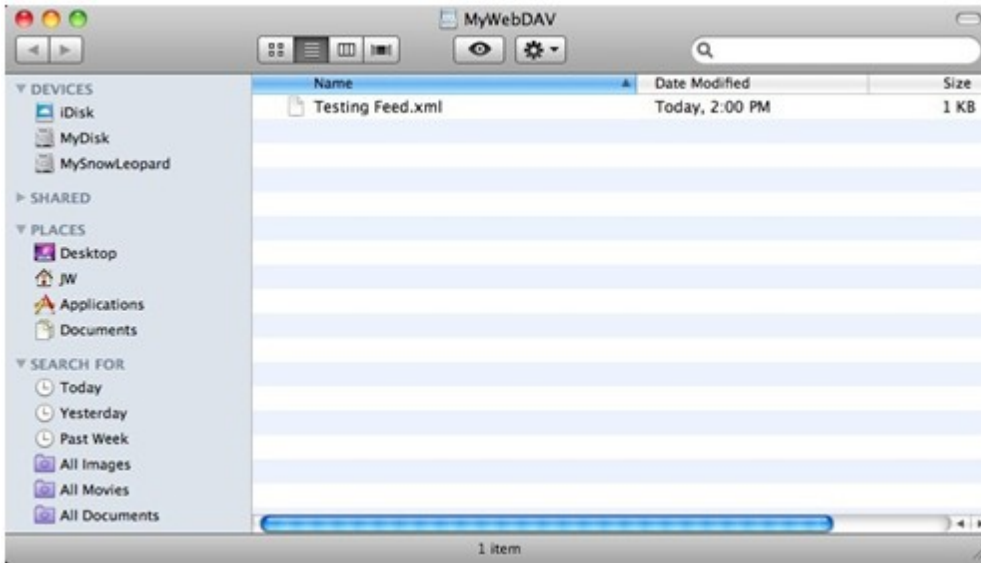 MyWebDAV
Name Date Modified Size
Testing Feed.xml Today, 2:00 PM 1 KB
DEVICES
iDisk
MyDisk
MySnowLeopard
SHARED
PLACES
Desktop
JW
Applications
Documents
SEARCH FOR
Today
Yesterday
Past Week
All Images
All Movies
All Documents
1 item